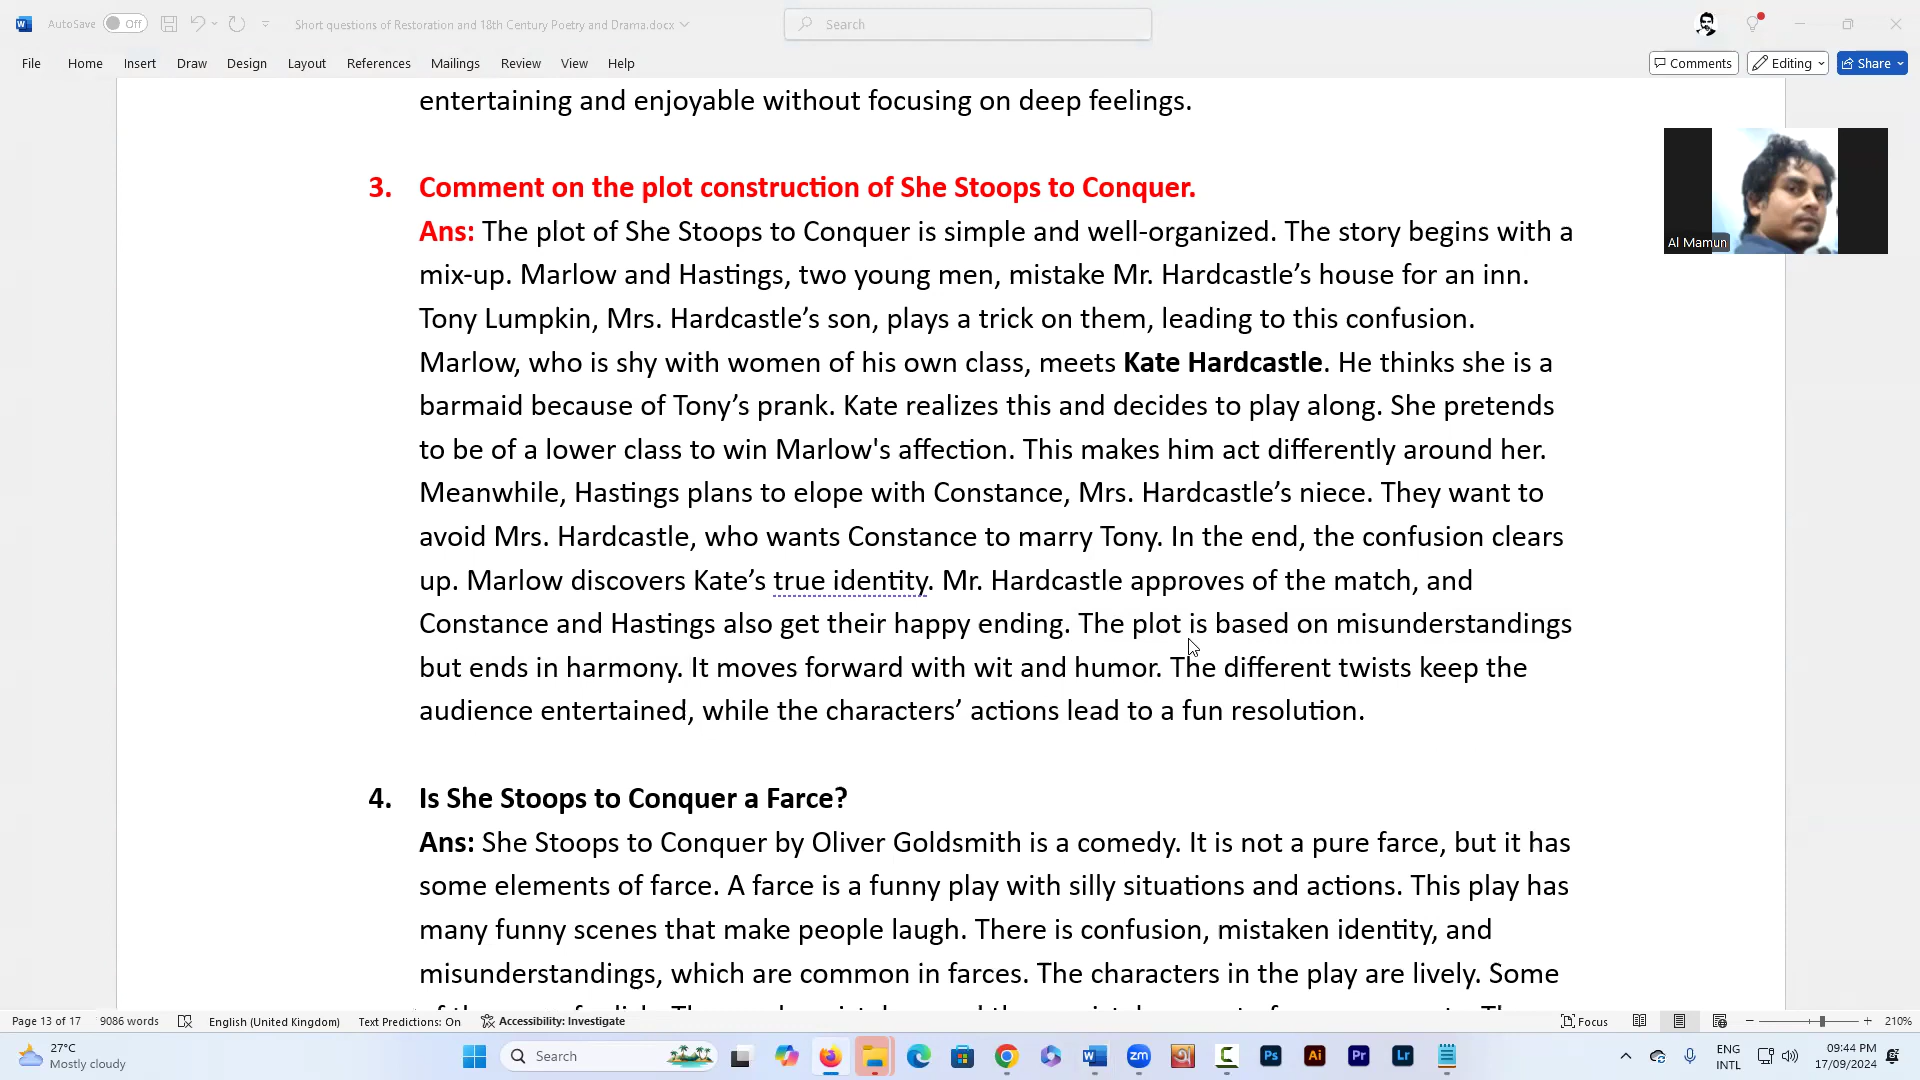 AutoSave Off Short questions of Restoration and 18th Century Poetry and Drama.docx Search
File Home Insert Draw Design Layout References Mailings Review View Help Comments Editing Share
entertaining and enjoyable without focusing on deep feelings.
3. Comment on the plot construction of She Stoops to Conquer.
Ans: The plot of She Stoops to Conquer is simple and well-organized. The story begins with a
mix-up. Marlow and Hastings, two young men, mistake Mr. Hardcastle’s house for an inn.
Tony Lumpkin, Mrs. Hardcastle’s son, plays a trick on them, leading to this confusion.
Marlow, who is shy with women of his own class, meets Kate Hardcastle. He thinks she is a
barmaid because of Tony’s prank. Kate realizes this and decides to play along. She pretends
to be of a lower class to win Marlow's affection. This makes him act differently around her.
Meanwhile, Hastings plans to elope with Constance, Mrs. Hardcastle’s niece. They want to
avoid Mrs. Hardcastle, who wants Constance to marry Tony. In the end, the confusion clears
up. Marlow discovers Kate’s true identity. Mr. Hardcastle approves of the match, and
Constance and Hastings also get their happy ending. The plot is based on misunderstandings
but ends in harmony. It moves forward with wit and humor. The different twists keep the
audience entertained, while the characters’ actions lead to a fun resolution.
Al Mamun
4. Is She Stoops to Conquer a Farce?
Ans: She Stoops to Conquer by Oliver Goldsmith is a comedy. It is not a pure farce, but it has
some elements of farce. A farce is a funny play with silly situations and actions. This play has
many funny scenes that make people laugh. There is confusion, mistaken identity, and
misunderstandings, which are common in farces. The characters in the play are lively. Some
Page 13 of 17 9086 words English (United Kingdom) Text Predictions: On Accessibility: Investigate Focus 210%
27°C
Mostly cloudy
Search
zm Ps Ai Pr Lr
ENG
INTL
09:44 PM
17/09/2024